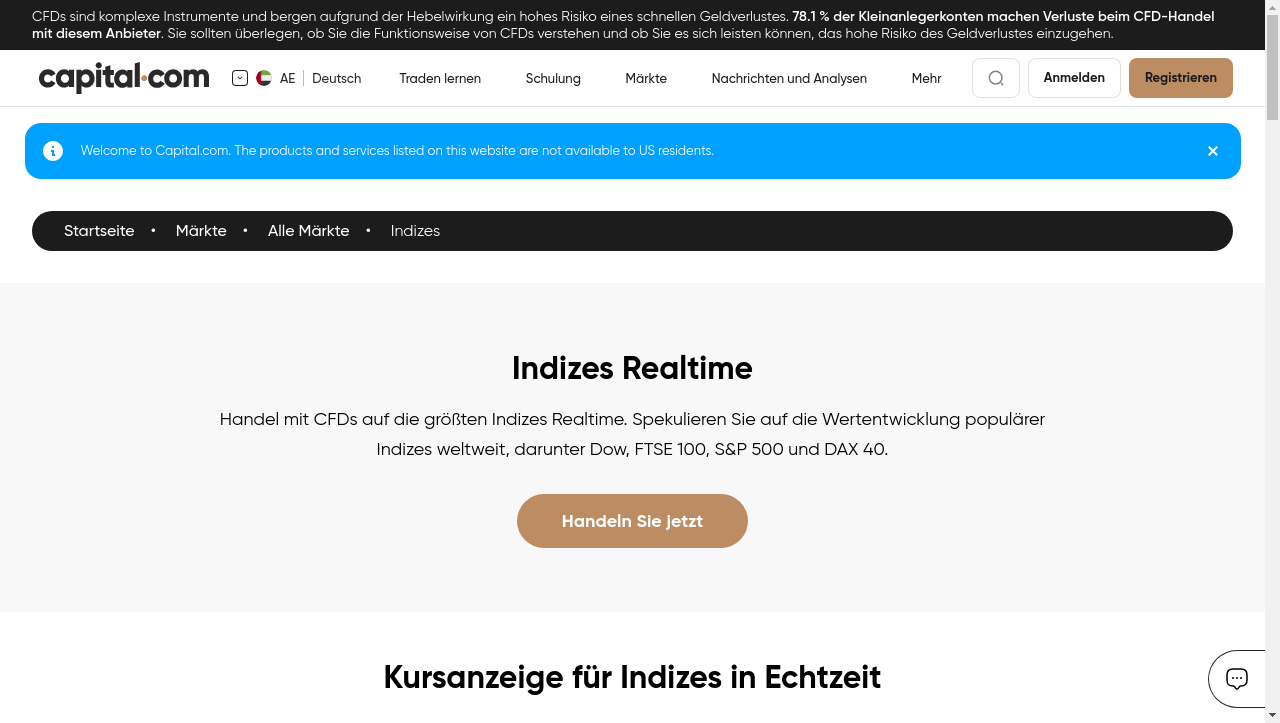 CFDs sind komplexe Instrumente und bergen aufgrund der Hebelwirkung ein hohes Risiko eines schnellen Geldverlustes. 78.1 % der Kleinanlegerkonten machen Verluste beim CFD-Handel
mit diesem Anbieter. Sie sollten überlegen, ob Sie die Funktionsweise von CFDs verstehen und ob Sie es sich leisten können, das hohe Risiko des Geldverlustes einzugehen.
capital.com AE Deutsch Traden lernen Schulung Märkte Nachrichten und Analysen Mehr Anmelden Registrieren
Welcome to Capital.com. The products and services listed on this website are not available to US residents.
Startseite • Märkte • Alle Märkte • Indizes
Indizes Realtime
Handel mit CFDs auf die größten Indizes Realtime. Spekulieren Sie auf die Wertentwicklung populärer
Indizes weltweit, darunter Dow, FTSE 100, S&P 500 und DAX 40.
Handeln Sie jetzt
Kursanzeige für Indizes in Echtzeit